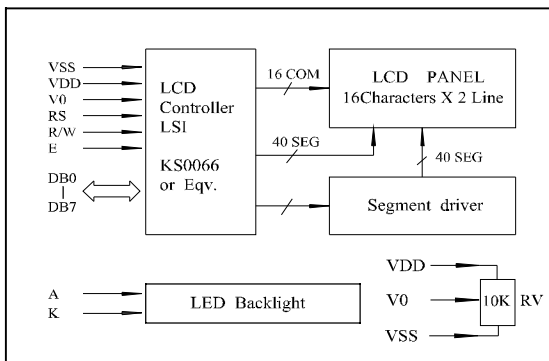 VSS
VDD
V0
RS
R/W
E
DB0
DB7
LCD
Controller
LSI
KS0066
or Eqv.
16 COM
40 SEG
LCD PANEL
16Characters X 2 Line
40 SEG
Segment driver
A
K
LED Backlight
VDD
V0
VSS
10K
RV